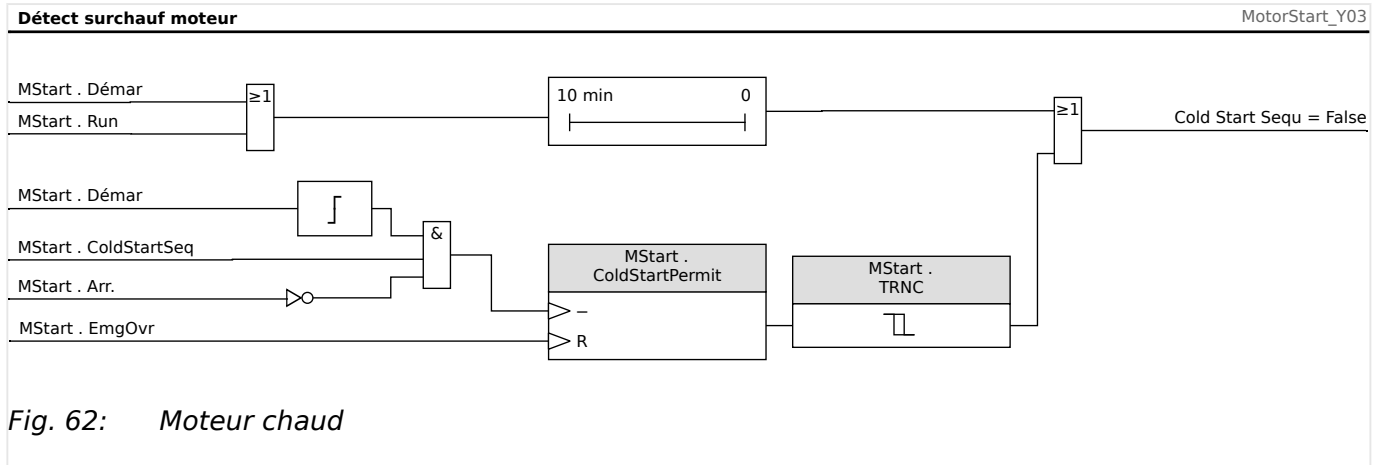 Détect surchauf moteur
MotorStart_Y03
MStart . Démar
MStart . Run
≥1
10 min
0
≥1
Cold Start Sequ = False
MStart . Démar
MStart . ColdStartSeq
MStart . Arr.
MStart . EmgOvr
&
MStart .
ColdStartPermit
–
R
MStart .
TRNC
Fig. 62: Moteur chaud